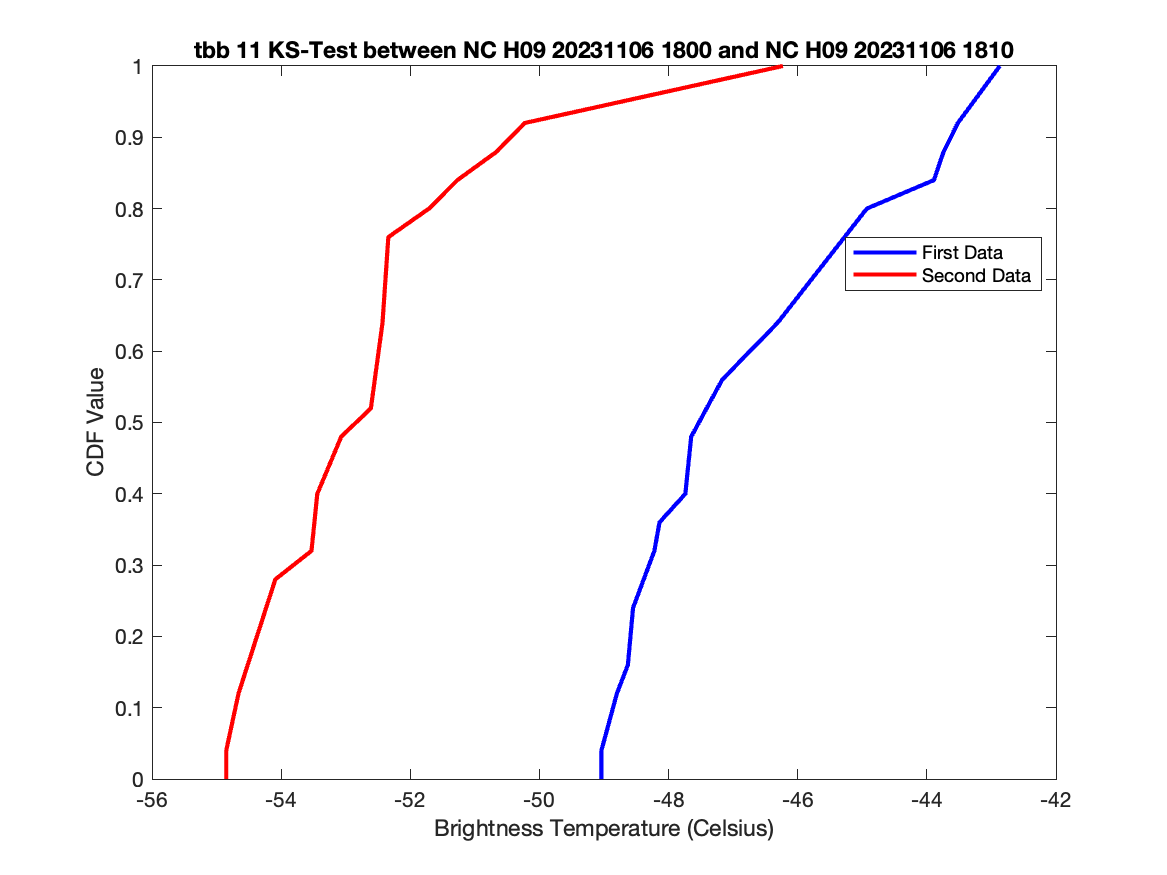 tbb 11 KS-Test between NC H09 20231106 1800 and NC H09 20231106 1810
1
0.9
0.8
0.7
0.6
0.5
0.4
0.3
0.2
0.1
0
CDF Value
First Data
Second Data
-56 -54 -52 -50 -48 -46 -44 -42
Brightness Temperature (Celsius)